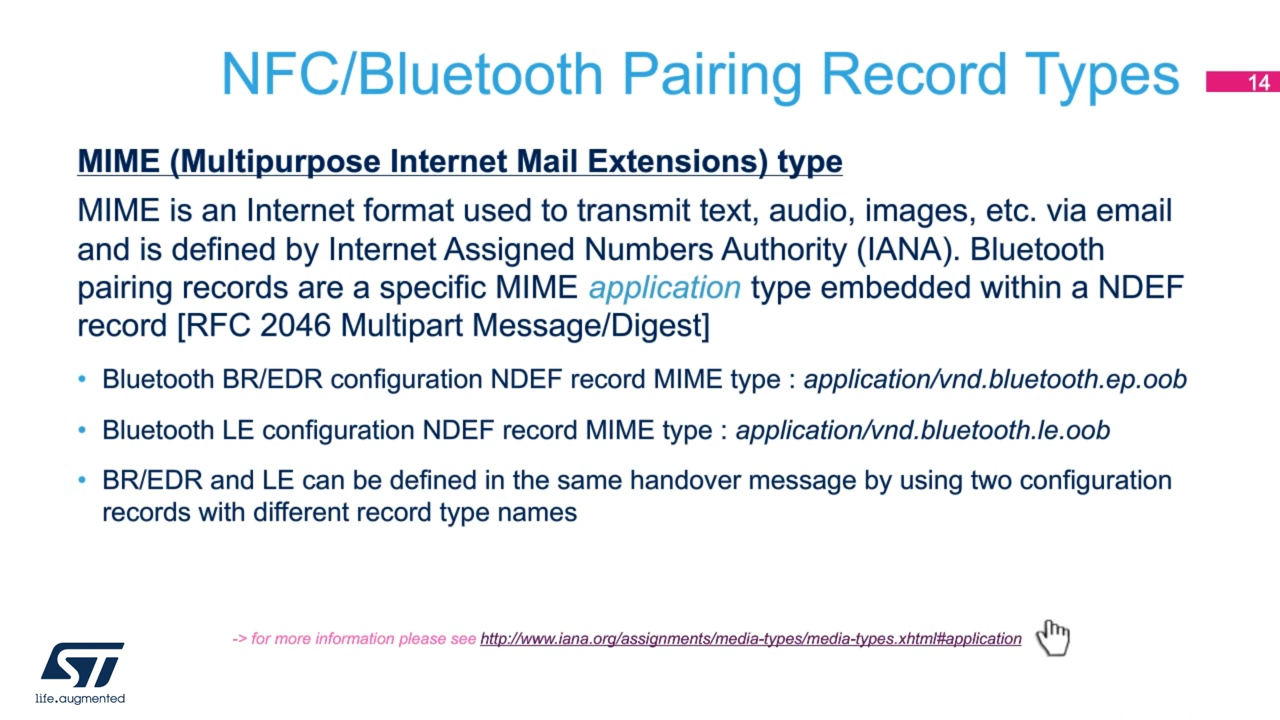 NFC/Bluetooth Pairing Record Types
14
MIME (Multipurpose Internet Mail Extensions) type
MIME is an Internet format used to transmit text, audio, images, etc. via email
and is defined by Internet Assigned Numbers Authority (IANA). Bluetooth
pairing records are a specific MIME application type embedded within a NDEF
record [RFC 2046 Multipart Message/Digest]
• Bluetooth BR/EDR configuration NDEF record MIME type : application/vnd.bluetooth.ep.oob
• Bluetooth LE configuration NDEF record MIME type : application/vnd.bluetooth.le.oob
• BR/EDR and LE can be defined in the same handover message by using two configuration
records with different record type names
-> for more information please see http://www.iana.org/assignments/media-types/media-types.xhtml#application
ST
life.augmented